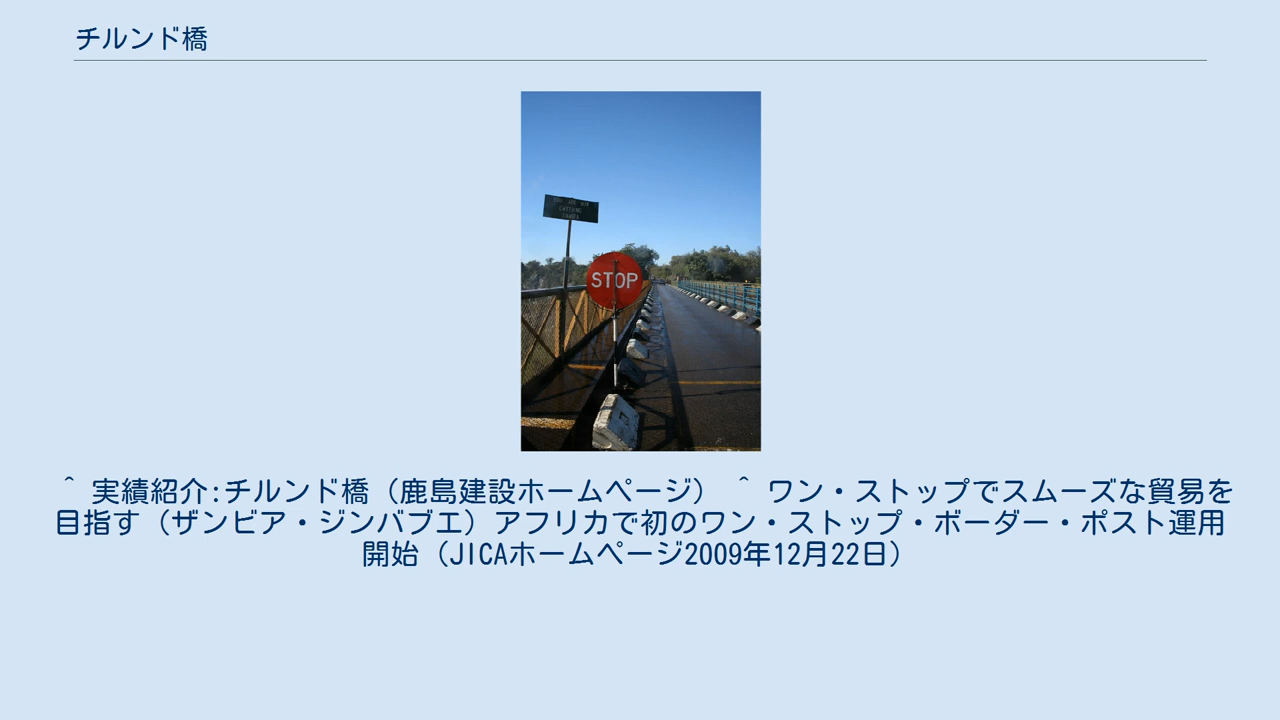 チルンド橋
STOP
^ 実績紹介:チルンド橋（鹿島建設ホームページ） ^ ワン・ストップでスムーズな貿易を
目指す（ザンビア・ジンバブエ）アフリカで初のワン・ストップ・ボーダー・ポスト運用
開始（JICAホームページ2009年12月22日）